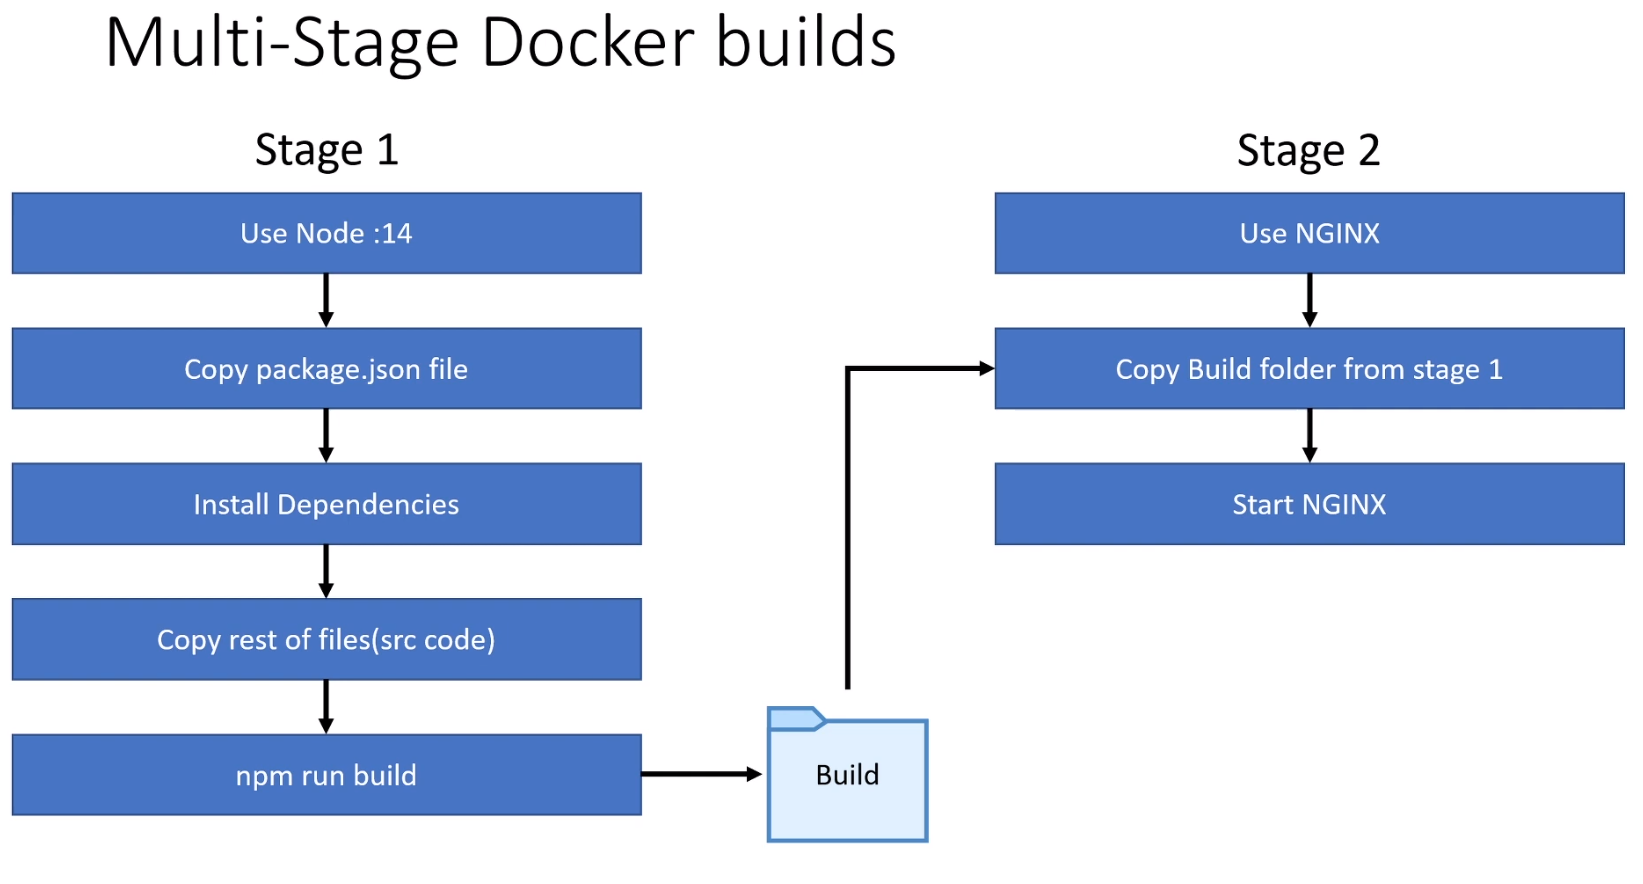 Multi-Stage Docker builds
Stage 1
Use Node :14
Copy package.json file
Install Dependencies
Copy rest of files(src code)
npm run build
Build
Stage 2
Use NGINX
Copy Build folder from stage 1
Start NGINX